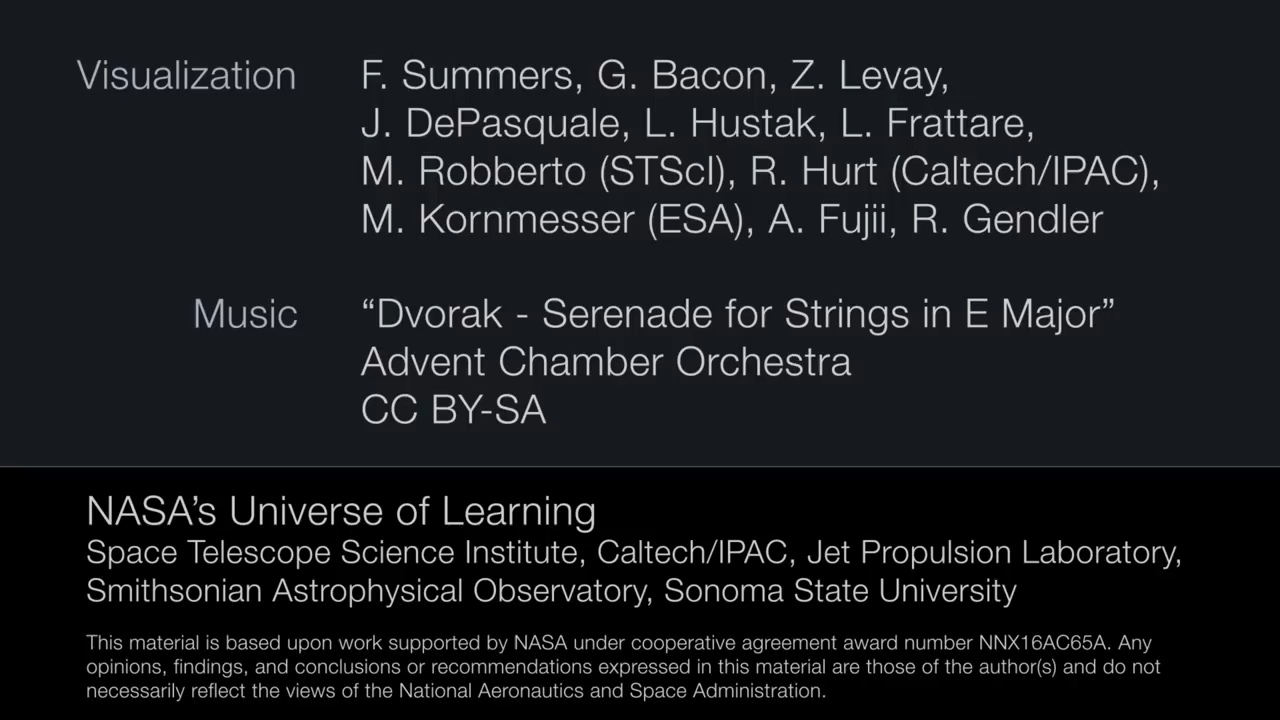 Visualization F. Summers, G. Bacon, Z. Levay,
J. DePasquale, L. Hustak, L. Frattare,
M. Robberto (STScI), R. Hurt (Caltech/IPAC),
M. Kornmesser (ESA), A. Fujii, R. Gendler
Music “Dvorak - Serenade for Strings in E Major”
Advent Chamber Orchestra
CC BY-SA
NASA’s Universe of Learning
Space Telescope Science Institute, Caltech/IPAC, Jet Propulsion Laboratory,
Smithsonian Astrophysical Observatory, Sonoma State University
This material is based upon work supported by NASA under cooperative agreement award number NNX16AC65A. Any
opinions, findings, and conclusions or recommendations expressed in this material are those of the author(s) and do not
necessarily reflect the views of the National Aeronautics and Space Administration.